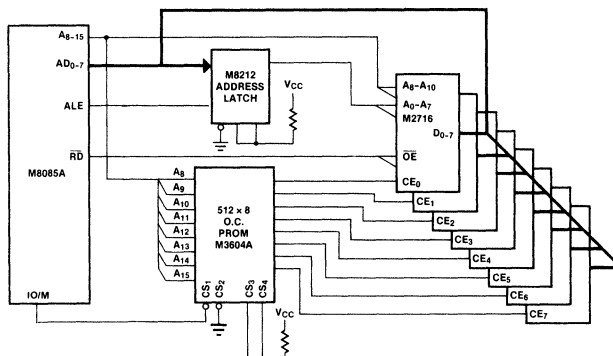 A8-15
AD0-7
ALE
RD
M8085A
IO/M
M8212
ADDRESS
LATCH
VCC
A8-A10
A0-A7
M2716
D0-7
OE
CE0
CE1
CE2
CE3
CE4
CE5
CE6
CE7
A8
A9
A10
A11
A12
A13
A14
A15
512 x 8
O.C.
PROM
M3604A
CS1
CS2
CS3
CS4
VCC